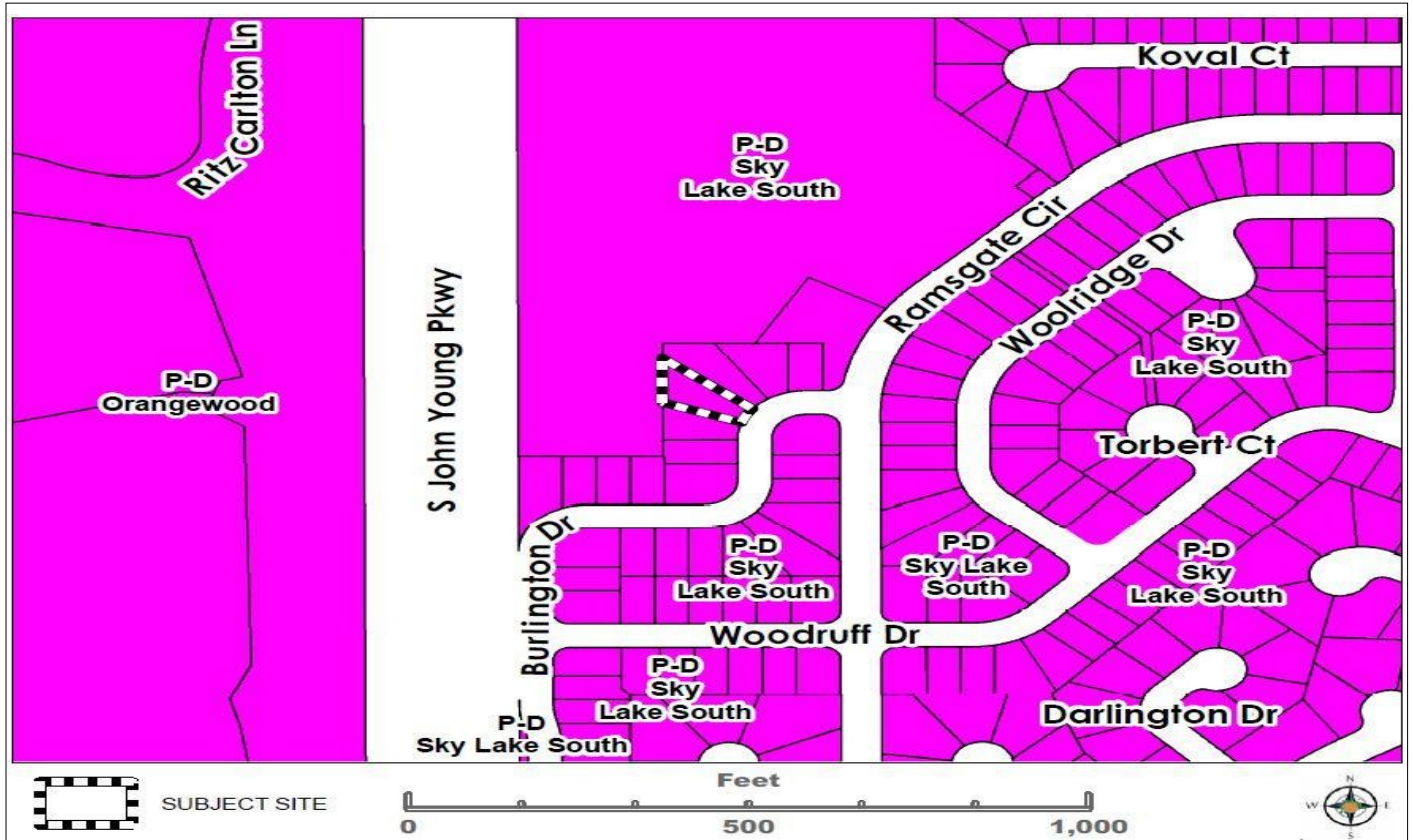 Koval Ct
Ritz Carlton Ln
P-D
Sky
Lake South
Ramsgate Cir
Woolridge Dr
S John Young Pkwy
P-D
Sky
Lake South
P-D
Orangewood
Torbert Ct
Burlington Dr
P-D
Sky
Lake South
P-D
Sky Lake
South
P-D
Sky
Lake South
Woodruff Dr
P-D
Sky
Lake South
P-D
Sky Lake South
Darlington Dr
SUBJECT SITE
Feet
0
500
1,000
N
W
E
S